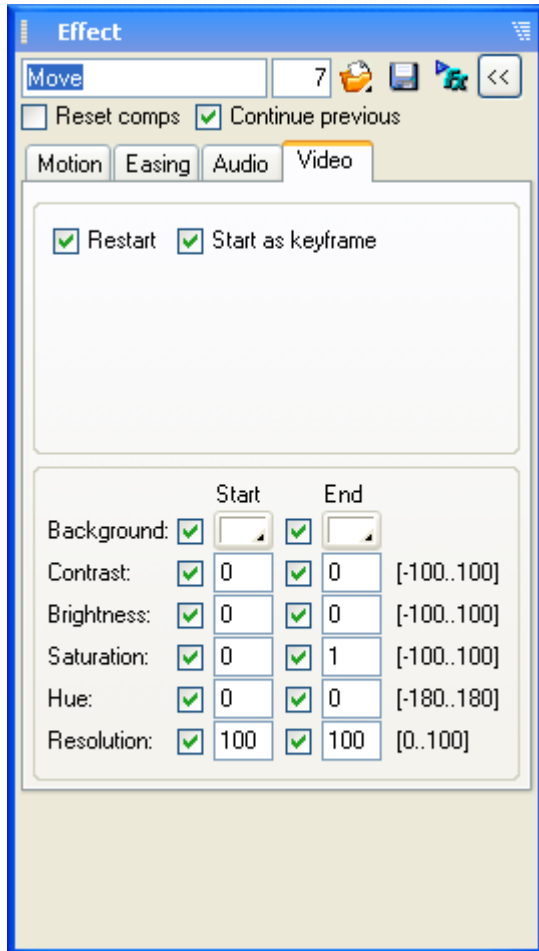 Effect
Move 7 Fx <<
Reset comps Continue previous
Motion Easing Audio Video
Restart Start as keyframe
Start End
Background:
Contrast: 0 0 [-100..100]
Brightness: 0 0 [-100..100]
Saturation: 0 1 [-100..100]
Hue: 0 0 [-180..180]
Resolution: 100 100 [0..100]